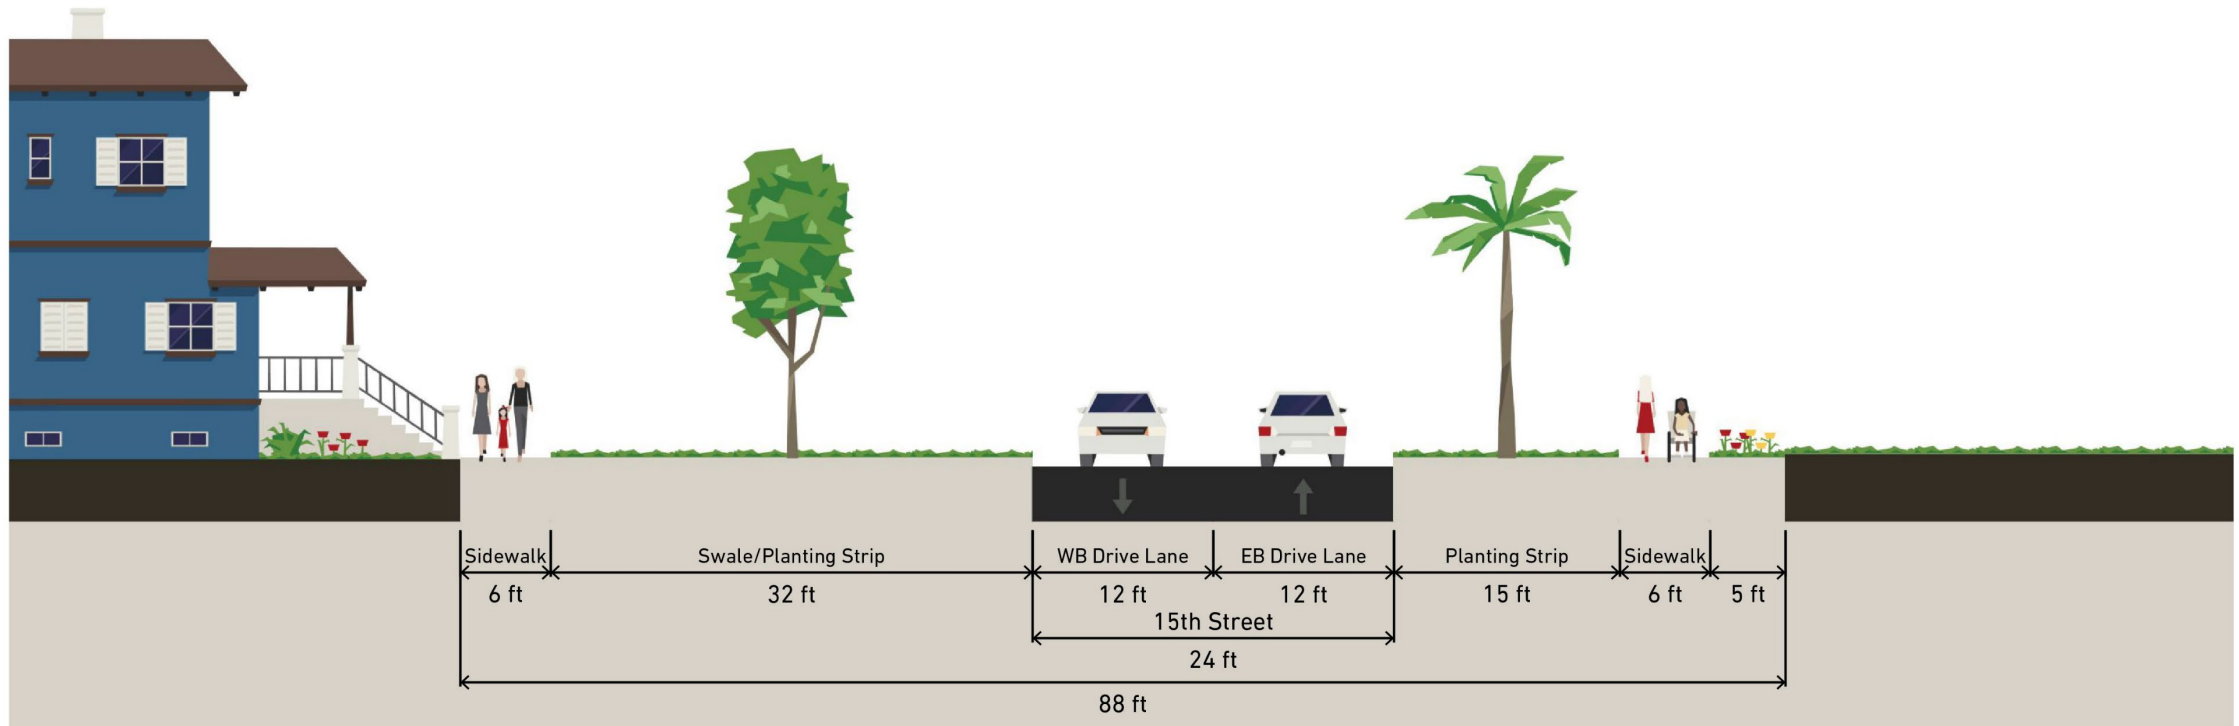 Sidewalk
6 ft
Swale/Planting Strip
32 ft
WB Drive Lane
12 ft
EB Drive Lane
12 ft
Planting Strip
15 ft
Sidewalk
6 ft
5 ft
15th Street
24 ft
88 ft